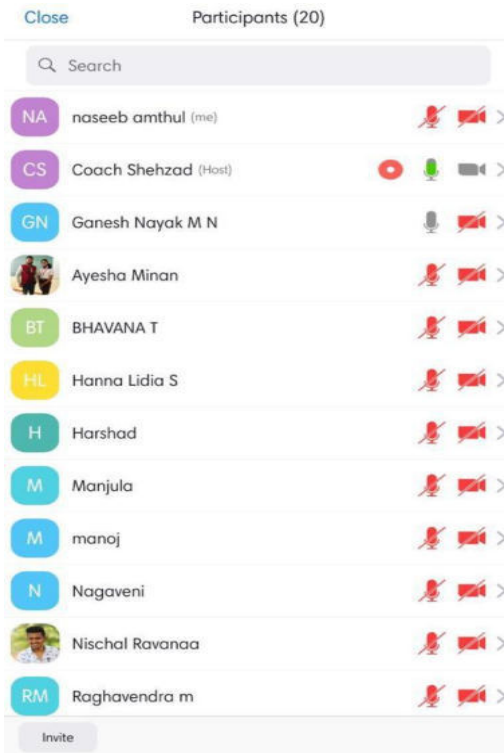 Close Participants (20)
Search
NA naseeb amthul (me)
CS Coach Shehzad (Host)
GN Ganesh Nayak M N
Ayesha Minan
BT BHAVANA T
HL Hanna Lidia S
H Harshad
M Manjula
M manoj
N Nagaveni
Nischal Ravanaa
RM Raghavendra m
Invite